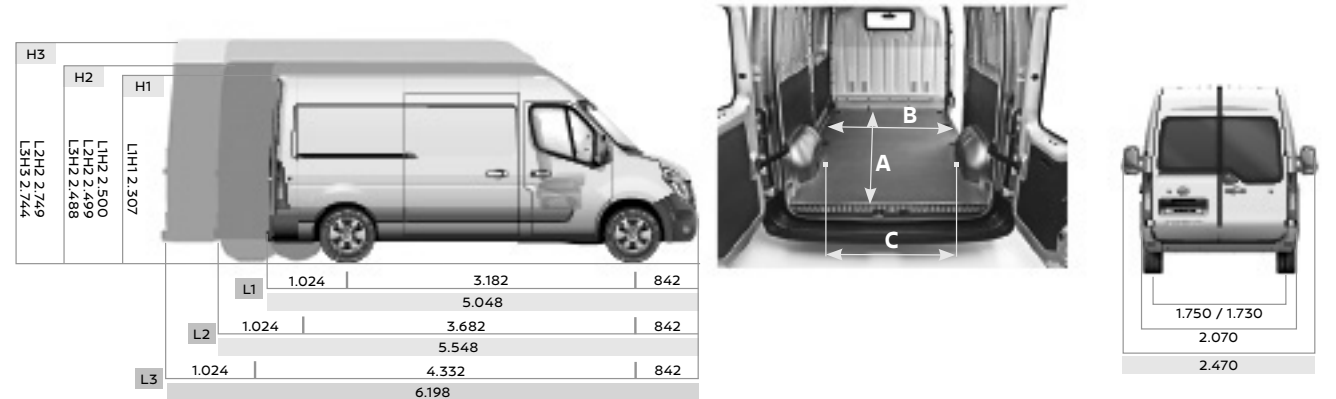 H3
H2
H1
L2H2 2.749
L3H3 2.744
L1H2 2.500
L2H2 2.499
L3H2 2.488
L1H1 2.307
L1
1.024
3.182
842
5.048
L2
1.024
3.682
842
5.548
L3
1.024
4.332
842
6.198
B
A
C
1.750 / 1.730
2.070
2.470